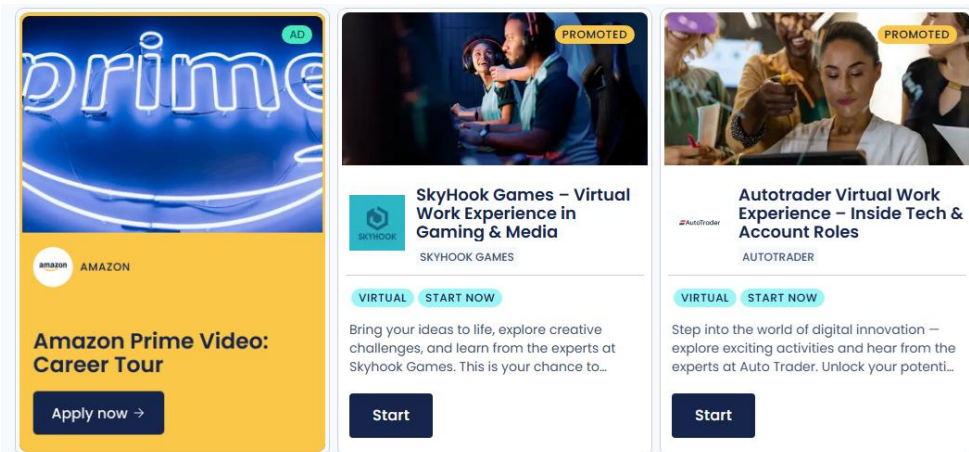 prime
AD
amazon
AMAZON
Amazon Prime Video:
Career Tour
Apply now →
PROMOTED
SKYHOOK
SkyHook Games – Virtual
Work Experience in
Gaming & Media
SKYHOOK GAMES
VIRTUAL
START NOW
Bring your ideas to life, explore creative
challenges, and learn from the experts at
Skyhook Games. This is your chance to...
Start
PROMOTED
AutoTrader
Autotrader Virtual Work
Experience – Inside Tech &
Account Roles
AUTOTRADER
VIRTUAL
START NOW
Step into the world of digital innovation —
explore exciting activities and hear from the
experts at Auto Trader. Unlock your potenti...
Start